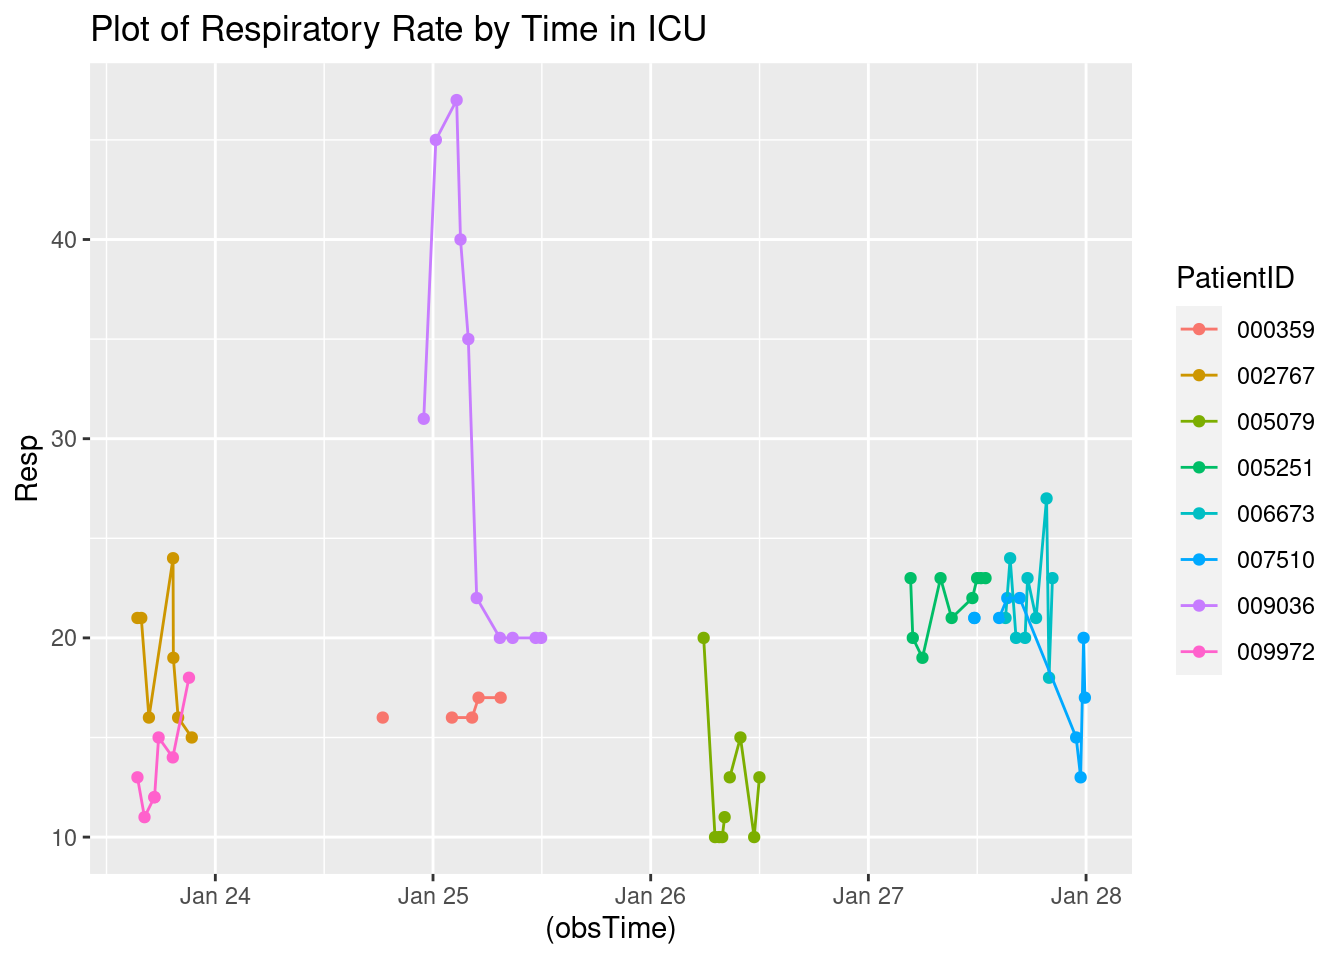 Plot of Respiratory Rate by Time in ICU
40
30
20
10
Resp
Jan 24
Jan 25
Jan 26
Jan 27
Jan 28
(obsTime)
PatientID
000359
002767
005079
005251
006673
007510
009036
009972